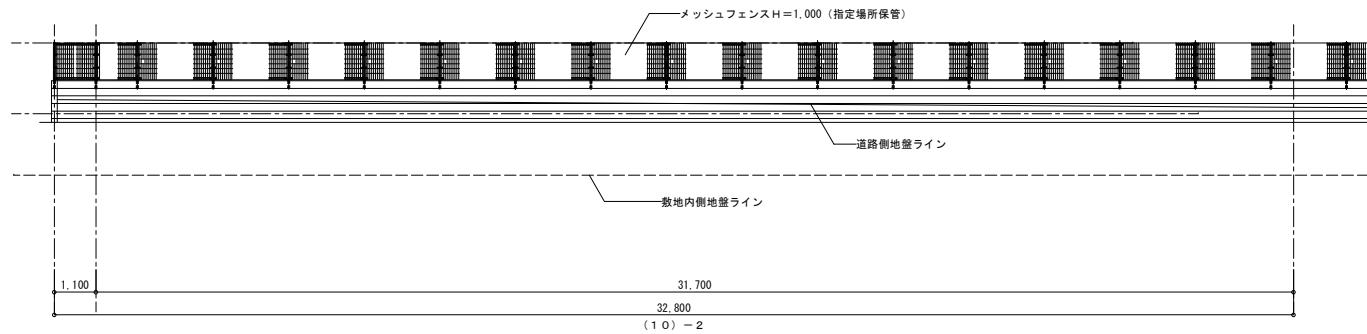 メッシュフェンスH=1,000(指定場所保管)
道路側地盤ライン
敷地内側地盤ライン
1,100
31,700
32,800
(10)-2